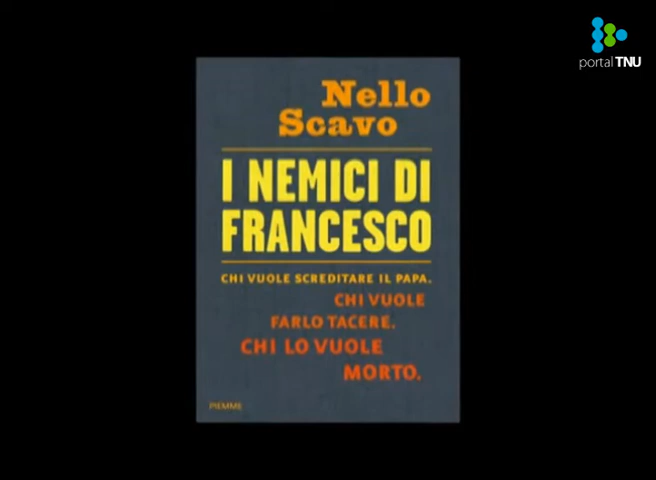 portal TNU
Nello
Scavo
I NEMICI DI
FRANCESCO
CHI VUOLE SCREDITARE IL PAPA.
CHI VUOLE
FARLO TACERE.
CHI LO VUOLE
MORTO.
PIEMME